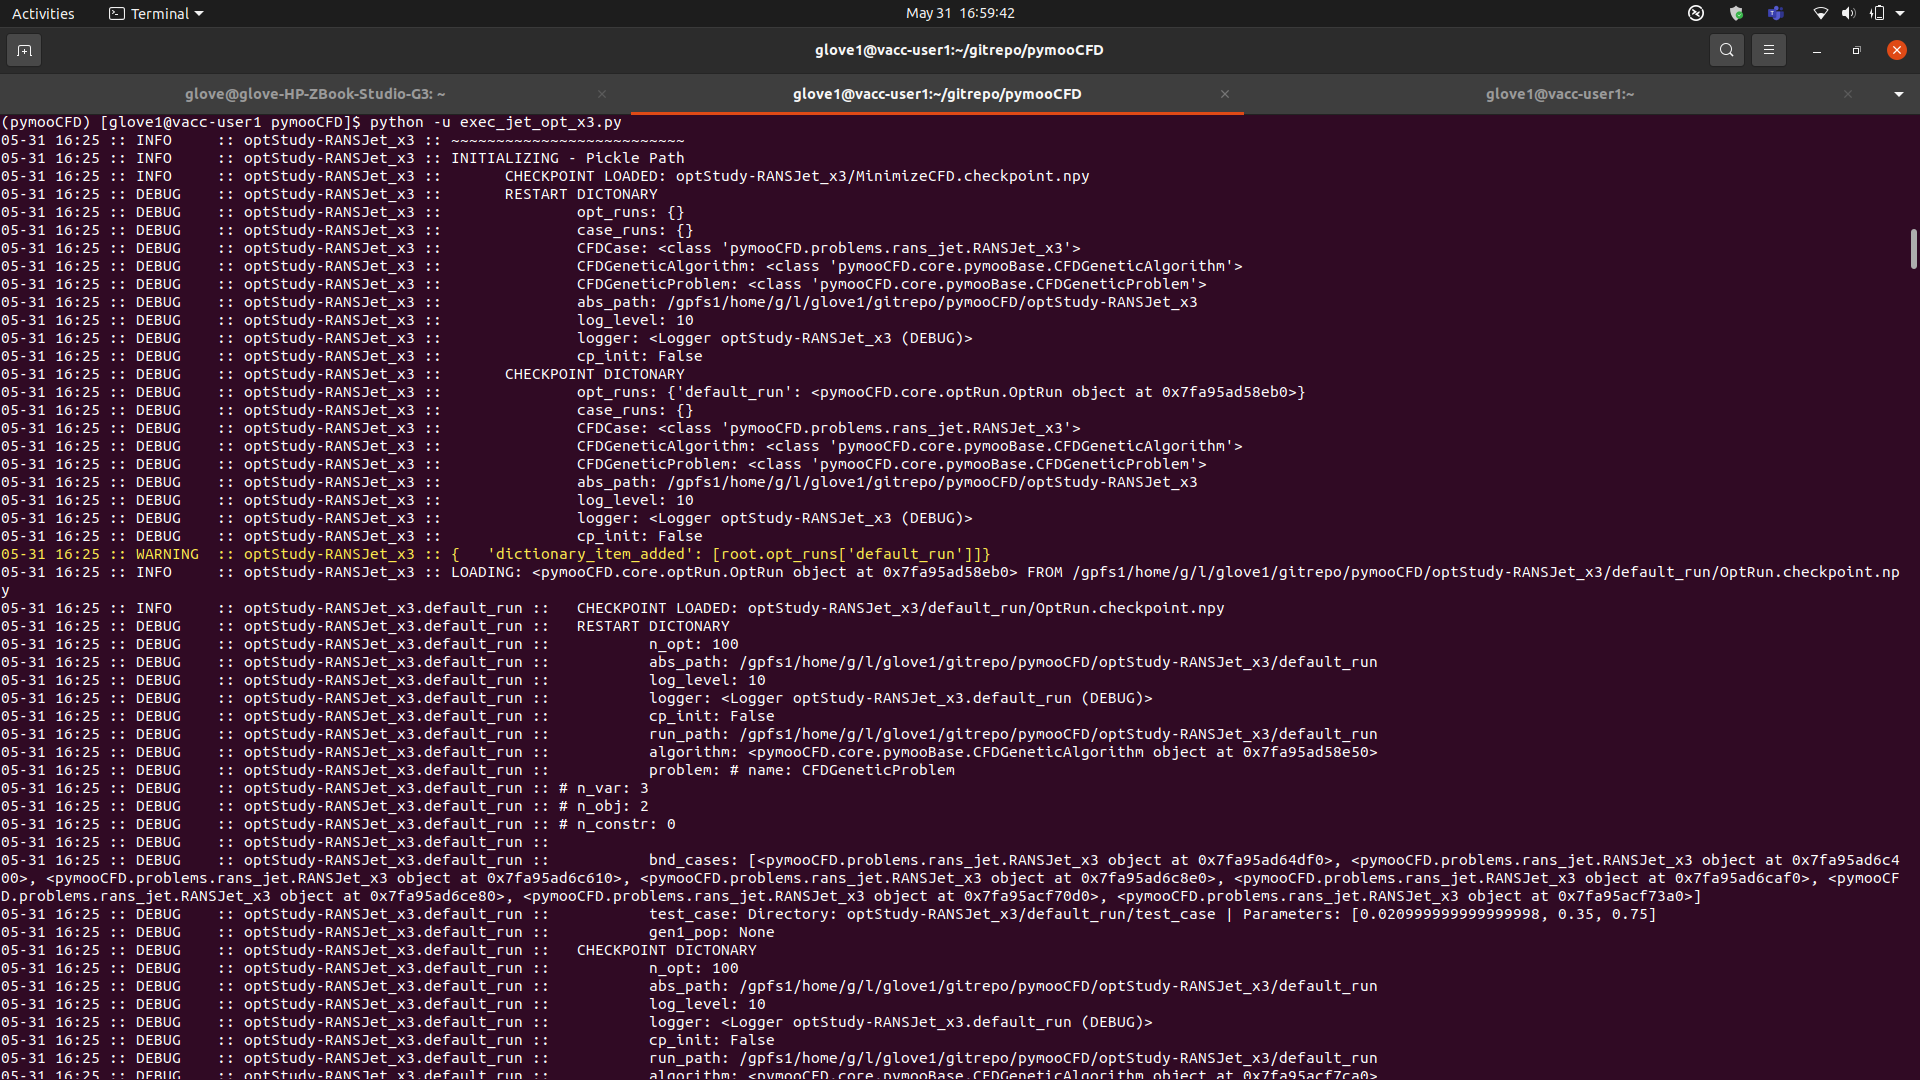 Activities Terminal May 31 16:59:42
glove1@vacc-user1:~/gitrepo/pymooCFD
glove@glove-HP-ZBook-Studio-G3: ~ glove1@vacc-user1:~/gitrepo/pymooCFD glove1@vacc-user1:~
(pymooCFD) [glove1@vacc-user1 pymooCFD]$ python -u exec_jet_opt_x3.py
05-31 16:25 :: INFO     :: optStudy-RANSJet_x3 :: ~~~~~~~~~~~~~~~~~~~~~~~~~~
05-31 16:25 :: INFO     :: optStudy-RANSJet_x3 :: INITIALIZING - Pickle Path
05-31 16:25 :: INFO     :: optStudy-RANSJet_x3 ::       CHECKPOINT LOADED: optStudy-RANSJet_x3/MinimizeCFD.checkpoint.npy
05-31 16:25 :: DEBUG    :: optStudy-RANSJet_x3 ::       RESTART DICTONARY
05-31 16:25 :: DEBUG    :: optStudy-RANSJet_x3 ::               opt_runs: {}
05-31 16:25 :: DEBUG    :: optStudy-RANSJet_x3 ::               case_runs: {}
05-31 16:25 :: DEBUG    :: optStudy-RANSJet_x3 ::               CFDCase: <class 'pymooCFD.problems.rans_jet.RANSJet_x3'>
05-31 16:25 :: DEBUG    :: optStudy-RANSJet_x3 ::               CFDGeneticAlgorithm: <class 'pymooCFD.core.pymooBase.CFDGeneticAlgorithm'>
05-31 16:25 :: DEBUG    :: optStudy-RANSJet_x3 ::               CFDGeneticProblem: <class 'pymooCFD.core.pymooBase.CFDGeneticProblem'>
05-31 16:25 :: DEBUG    :: optStudy-RANSJet_x3 ::               abs_path: /gpfs1/home/g/l/glove1/gitrepo/pymooCFD/optStudy-RANSJet_x3
05-31 16:25 :: DEBUG    :: optStudy-RANSJet_x3 ::               log_level: 10
05-31 16:25 :: DEBUG    :: optStudy-RANSJet_x3 ::               logger: <Logger optStudy-RANSJet_x3 (DEBUG)>
05-31 16:25 :: DEBUG    :: optStudy-RANSJet_x3 ::               cp_init: False
05-31 16:25 :: DEBUG    :: optStudy-RANSJet_x3 ::       CHECKPOINT DICTONARY
05-31 16:25 :: DEBUG    :: optStudy-RANSJet_x3 ::               opt_runs: {'default_run': <pymooCFD.core.optRun.OptRun object at 0x7fa95ad58eb0>}
05-31 16:25 :: DEBUG    :: optStudy-RANSJet_x3 ::               case_runs: {}
05-31 16:25 :: DEBUG    :: optStudy-RANSJet_x3 ::               CFDCase: <class 'pymooCFD.problems.rans_jet.RANSJet_x3'>
05-31 16:25 :: DEBUG    :: optStudy-RANSJet_x3 ::               CFDGeneticAlgorithm: <class 'pymooCFD.core.pymooBase.CFDGeneticAlgorithm'>
05-31 16:25 :: DEBUG    :: optStudy-RANSJet_x3 ::               CFDGeneticProblem: <class 'pymooCFD.core.pymooBase.CFDGeneticProblem'>
05-31 16:25 :: DEBUG    :: optStudy-RANSJet_x3 ::               abs_path: /gpfs1/home/g/l/glove1/gitrepo/pymooCFD/optStudy-RANSJet_x3
05-31 16:25 :: DEBUG    :: optStudy-RANSJet_x3 ::               log_level: 10
05-31 16:25 :: DEBUG    :: optStudy-RANSJet_x3 ::               logger: <Logger optStudy-RANSJet_x3 (DEBUG)>
05-31 16:25 :: DEBUG    :: optStudy-RANSJet_x3 ::               cp_init: False
05-31 16:25 :: WARNING  :: optStudy-RANSJet_x3 :: {   'dictionary_item_added': [root.opt_runs['default_run']]}
05-31 16:25 :: INFO     :: optStudy-RANSJet_x3 :: LOADING: <pymooCFD.core.optRun.OptRun object at 0x7fa95ad58eb0> FROM /gpfs1/home/g/l/glove1/gitrepo/pymooCFD/optStudy-RANSJet_x3/default_run/OptRun.checkpoint.np
y
05-31 16:25 :: INFO     :: optStudy-RANSJet_x3.default_run ::   CHECKPOINT LOADED: optStudy-RANSJet_x3/default_run/OptRun.checkpoint.npy
05-31 16:25 :: DEBUG    :: optStudy-RANSJet_x3.default_run ::   RESTART DICTONARY
05-31 16:25 :: DEBUG    :: optStudy-RANSJet_x3.default_run ::           n_opt: 100
05-31 16:25 :: DEBUG    :: optStudy-RANSJet_x3.default_run ::           abs_path: /gpfs1/home/g/l/glove1/gitrepo/pymooCFD/optStudy-RANSJet_x3/default_run
05-31 16:25 :: DEBUG    :: optStudy-RANSJet_x3.default_run ::           log_level: 10
05-31 16:25 :: DEBUG    :: optStudy-RANSJet_x3.default_run ::           logger: <Logger optStudy-RANSJet_x3.default_run (DEBUG)>
05-31 16:25 :: DEBUG    :: optStudy-RANSJet_x3.default_run ::           cp_init: False
05-31 16:25 :: DEBUG    :: optStudy-RANSJet_x3.default_run ::           run_path: /gpfs1/home/g/l/glove1/gitrepo/pymooCFD/optStudy-RANSJet_x3/default_run
05-31 16:25 :: DEBUG    :: optStudy-RANSJet_x3.default_run ::           algorithm: <pymooCFD.core.pymooBase.CFDGeneticAlgorithm object at 0x7fa95ad58e50>
05-31 16:25 :: DEBUG    :: optStudy-RANSJet_x3.default_run ::           problem: # name: CFDGeneticProblem
05-31 16:25 :: DEBUG    :: optStudy-RANSJet_x3.default_run :: # n_var: 3
05-31 16:25 :: DEBUG    :: optStudy-RANSJet_x3.default_run :: # n_obj: 2
05-31 16:25 :: DEBUG    :: optStudy-RANSJet_x3.default_run :: # n_constr: 0
05-31 16:25 :: DEBUG    :: optStudy-RANSJet_x3.default_run ::
05-31 16:25 :: DEBUG    :: optStudy-RANSJet_x3.default_run ::           bnd_cases: [<pymooCFD.problems.rans_jet.RANSJet_x3 object at 0x7fa95ad64df0>, <pymooCFD.problems.rans_jet.RANSJet_x3 object at 0x7fa95ad6c4
00>, <pymooCFD.problems.rans_jet.RANSJet_x3 object at 0x7fa95ad6c610>, <pymooCFD.problems.rans_jet.RANSJet_x3 object at 0x7fa95ad6c8e0>, <pymooCFD.problems.rans_jet.RANSJet_x3 object at 0x7fa95ad6caf0>, <pymooCF
D.problems.rans_jet.RANSJet_x3 object at 0x7fa95ad6ce80>, <pymooCFD.problems.rans_jet.RANSJet_x3 object at 0x7fa95acf70d0>, <pymooCFD.problems.rans_jet.RANSJet_x3 object at 0x7fa95acf73a0>]
05-31 16:25 :: DEBUG    :: optStudy-RANSJet_x3.default_run ::           test_case: Directory: optStudy-RANSJet_x3/default_run/test_case | Parameters: [0.020999999999999998, 0.35, 0.75]
05-31 16:25 :: DEBUG    :: optStudy-RANSJet_x3.default_run ::           gen1_pop: None
05-31 16:25 :: DEBUG    :: optStudy-RANSJet_x3.default_run ::   CHECKPOINT DICTONARY
05-31 16:25 :: DEBUG    :: optStudy-RANSJet_x3.default_run ::           n_opt: 100
05-31 16:25 :: DEBUG    :: optStudy-RANSJet_x3.default_run ::           abs_path: /gpfs1/home/g/l/glove1/gitrepo/pymooCFD/optStudy-RANSJet_x3/default_run
05-31 16:25 :: DEBUG    :: optStudy-RANSJet_x3.default_run ::           log_level: 10
05-31 16:25 :: DEBUG    :: optStudy-RANSJet_x3.default_run ::           logger: <Logger optStudy-RANSJet_x3.default_run (DEBUG)>
05-31 16:25 :: DEBUG    :: optStudy-RANSJet_x3.default_run ::           cp_init: False
05-31 16:25 :: DEBUG    :: optStudy-RANSJet_x3.default_run ::           run_path: /gpfs1/home/g/l/glove1/gitrepo/pymooCFD/optStudy-RANSJet_x3/default_run
05-31 16:25 :: DEBUG    :: optStudy-RANSJet_x3.default_run ::           algorithm: <pymooCFD.core.pymooBase.CFDGeneticAlgorithm object at 0x7fa95acf7ca0>